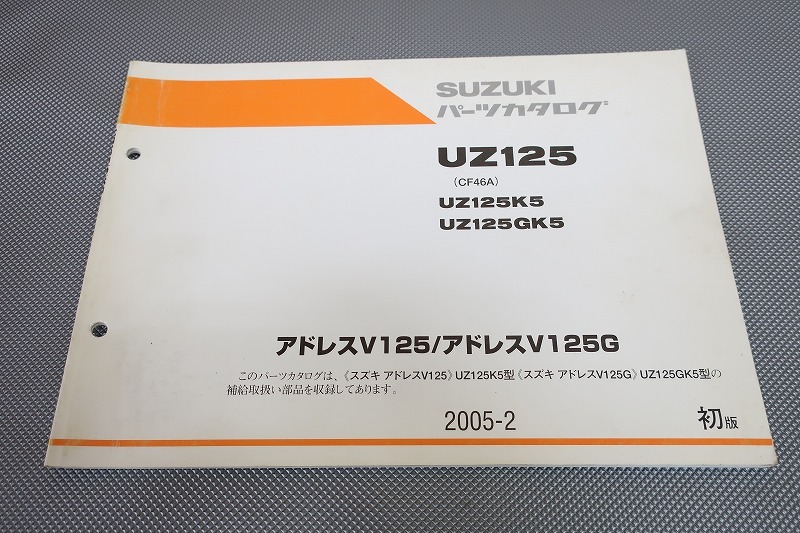 SUZUKI
パーツカタログ
UZ125
（CF46A）
UZ125K5
UZ125GK5
アドレスV125/アドレスV125G
このパーツカタログは、《スズキ アドレスV125》UZ125K5型《スズキ アドレスV125G》UZ125GK5型の
補給取扱い部品を収録してあります。
2005-2 初版